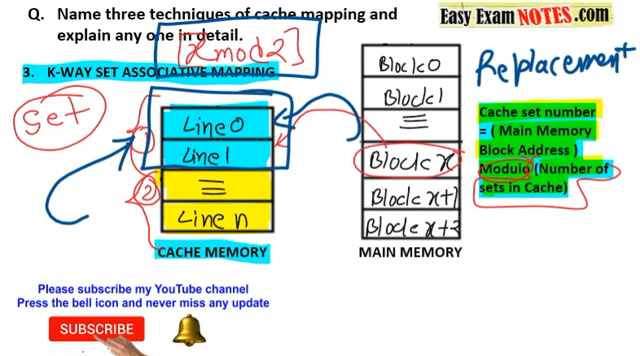 Q. Name three techniques of cache mapping and
explain any one in detail.
Easy Exam NOTES.com
[x mod 2]
3. K-WAY SET ASSOCIATIVE MAPPING
Set
Line 0
Line 1
Line n
1
2
CACHE MEMORY
Block 0
Block 1
Block x
Block x+1
Block x+2
MAIN MEMORY
Replacement
Cache set number
= ( Main Memory
Block Address )
Modulo (Number of
sets in Cache)
Please subscribe my YouTube channel
Press the bell icon and never miss any update
SUBSCRIBE